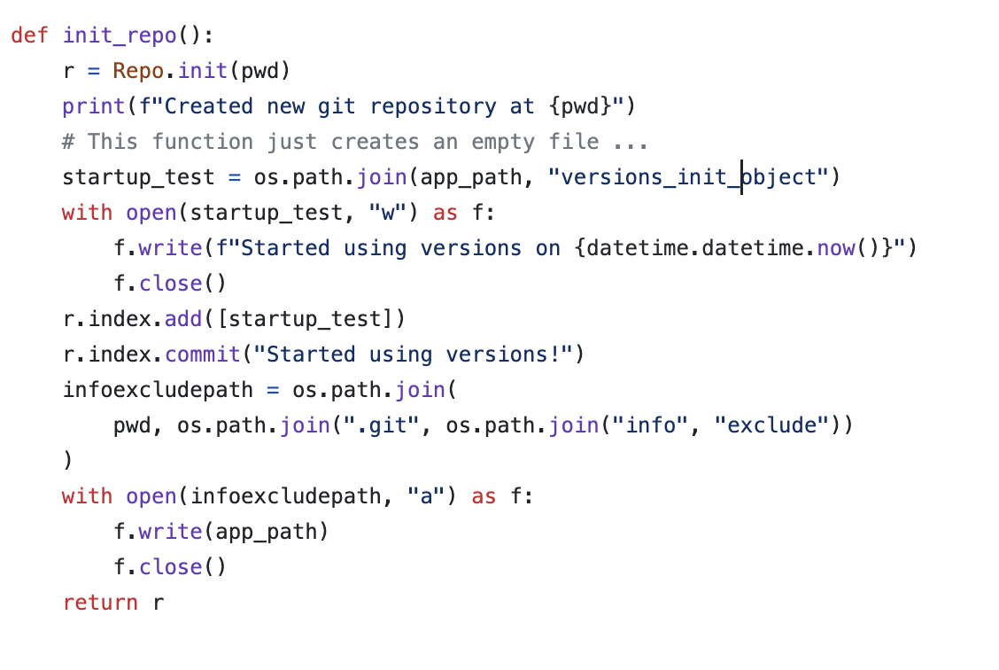 def init_repo():
    r = Repo.init(pwd)
    print(f"Created new git repository at {pwd}")
    # This function just creates an empty file ...
    startup_test = os.path.join(app_path, "versions_init_object")
    with open(startup_test, "w") as f:
        f.write(f"Started using versions on {datetime.datetime.now()}")
        f.close()
    r.index.add([startup_test])
    r.index.commit("Started using versions!")
    infoexcludepath = os.path.join(
        pwd, os.path.join(".git", os.path.join("info", "exclude"))
    )
    with open(infoexcludepath, "a") as f:
        f.write(app_path)
        f.close()
    return r